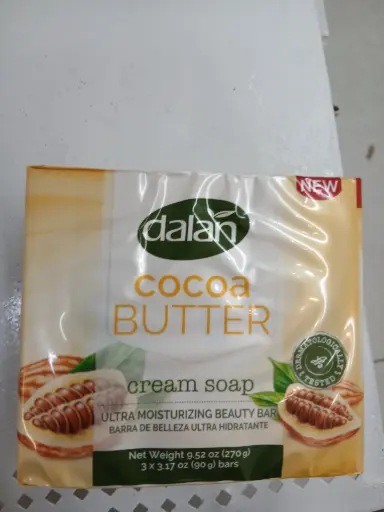 NEW
dalan
cocoa
BUTTER
DERMATOLOGICALLY TESTED
cream soap
ULTRA MOISTURIZING BEAUTY BAR
BARRA DE BELLEZA ULTRA HIDRATANTE
Net Weight 9.52 oz (270 g)
3 x 3.17 oz (90 g) bars